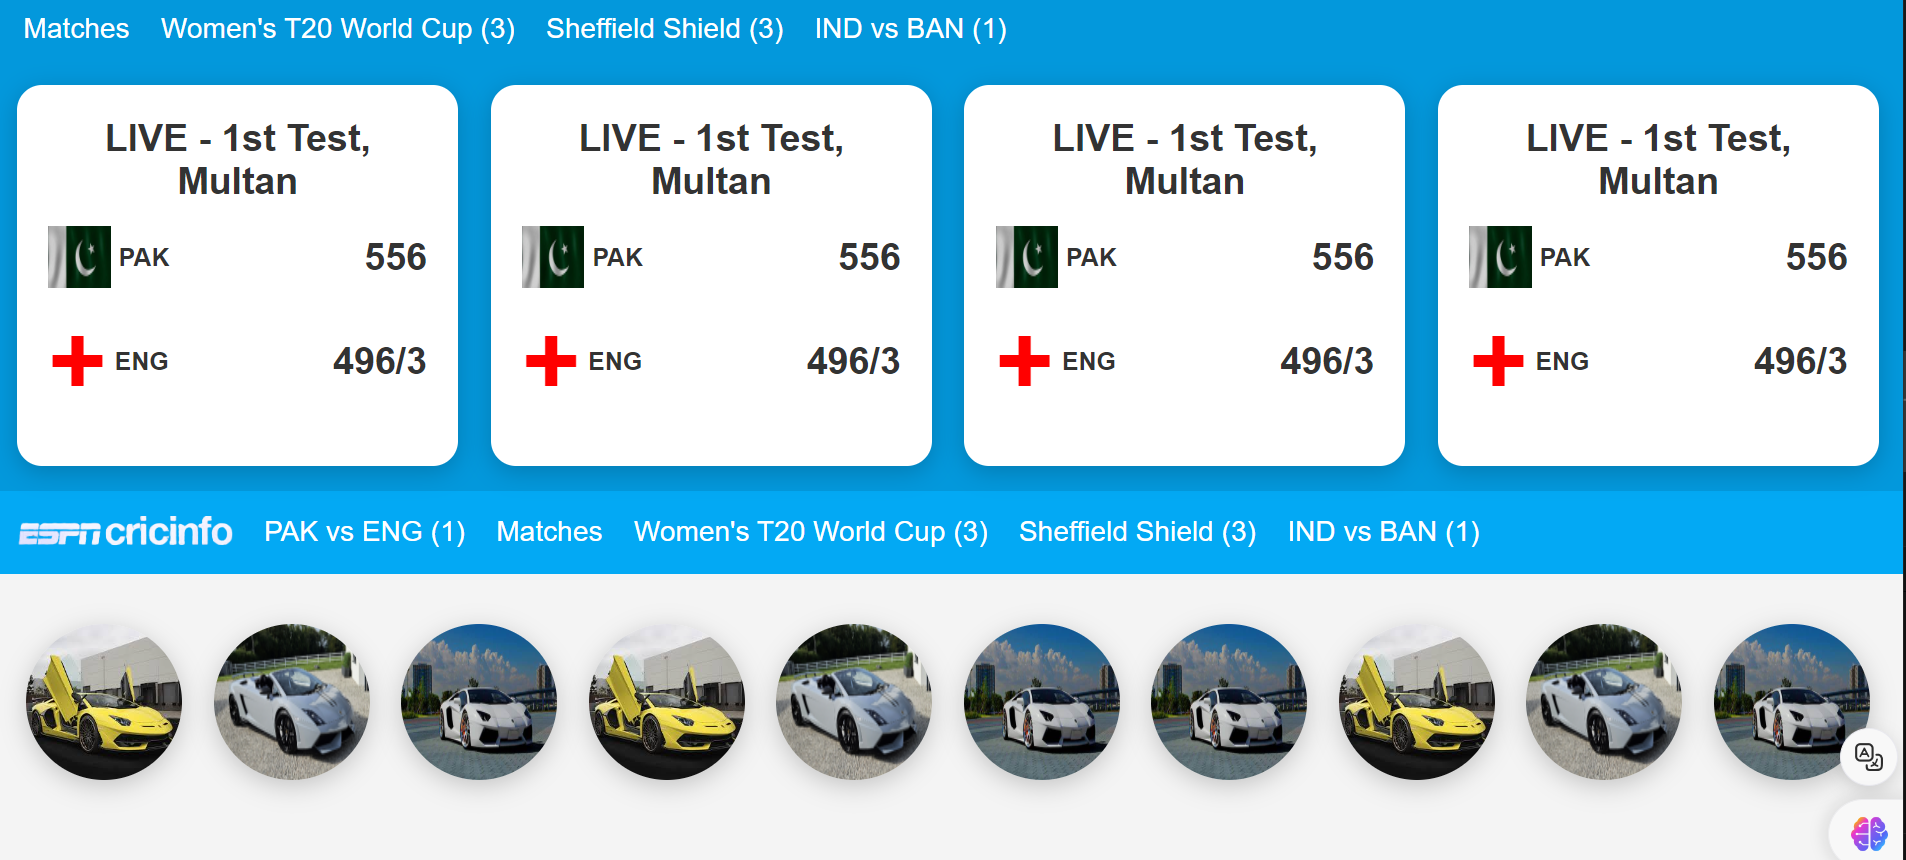 Matches Women's T20 World Cup (3) Sheffield Shield (3) IND vs BAN (1)
LIVE - 1st Test,
Multan
PAK 556
ENG 496/3
LIVE - 1st Test,
Multan
PAK 556
ENG 496/3
LIVE - 1st Test,
Multan
PAK 556
ENG 496/3
LIVE - 1st Test,
Multan
PAK 556
ENG 496/3
ESPN cricinfo PAK vs ENG (1) Matches Women's T20 World Cup (3) Sheffield Shield (3) IND vs BAN (1)